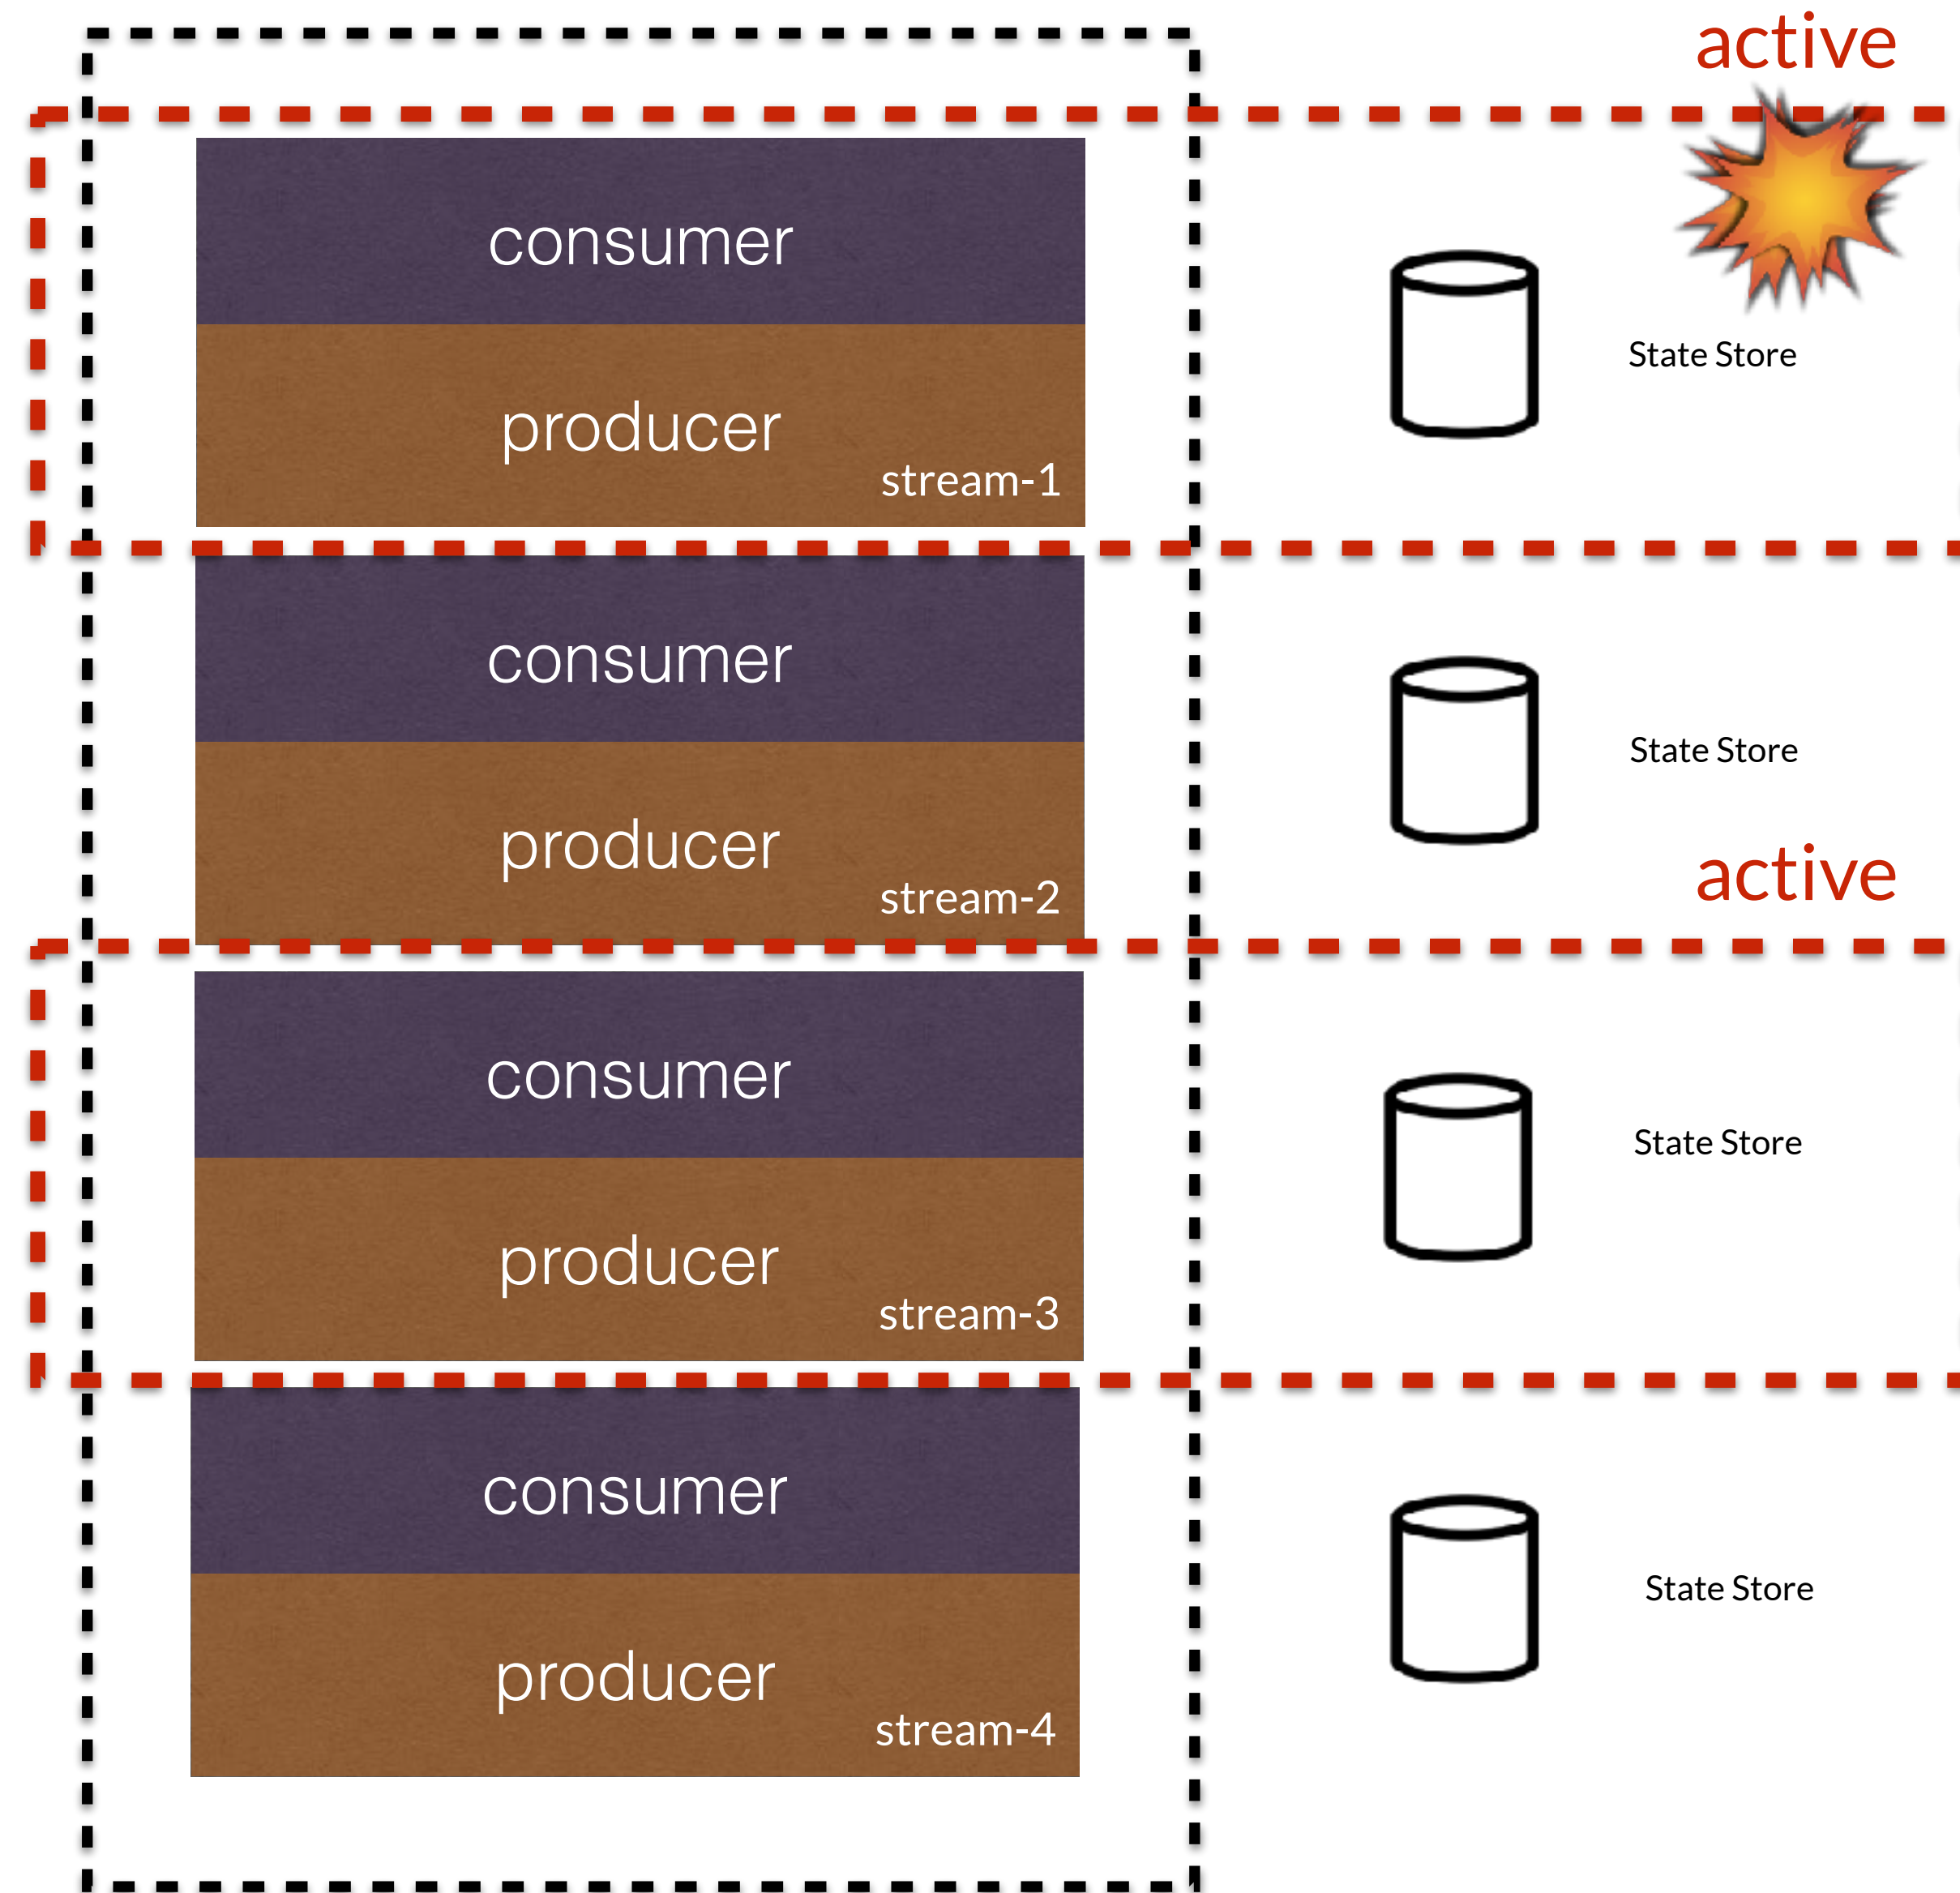 active
consumer
State Store
producer
stream-1
consumer
State Store
producer
stream-2
active
consumer
State Store
producer
stream-3
consumer
State Store
producer
stream-4